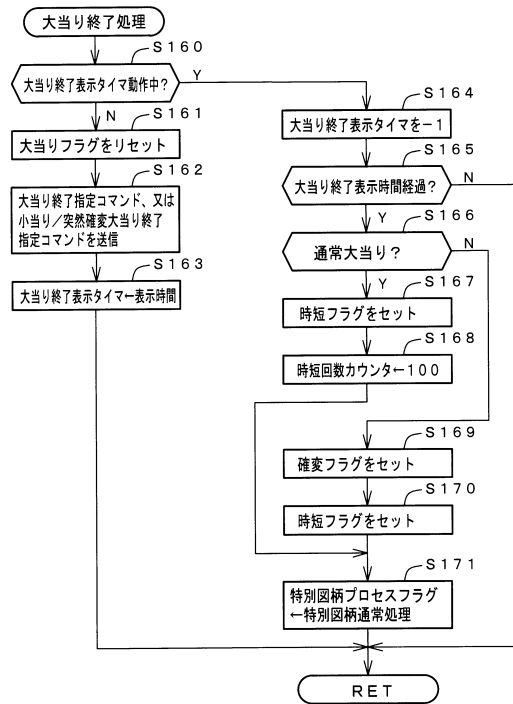 大当り終了処理
S160
大当り終了表示タイマ動作中?
Y
N
S161
大当りフラグをリセット
S162
大当り終了指定コマンド、又は
小当り/突然確変大当り終了
指定コマンドを送信
S163
大当り終了表示タイマ←表示時間
S164
大当り終了表示タイマを−1
S165
大当り終了表示時間経過?
N
Y
S166
通常大当り?
N
Y
S167
時短フラグをセット
S168
時短回数カウンタ←100
S169
確変フラグをセット
S170
時短フラグをセット
S171
特別図柄プロセスフラグ
←特別図柄通常処理
RET